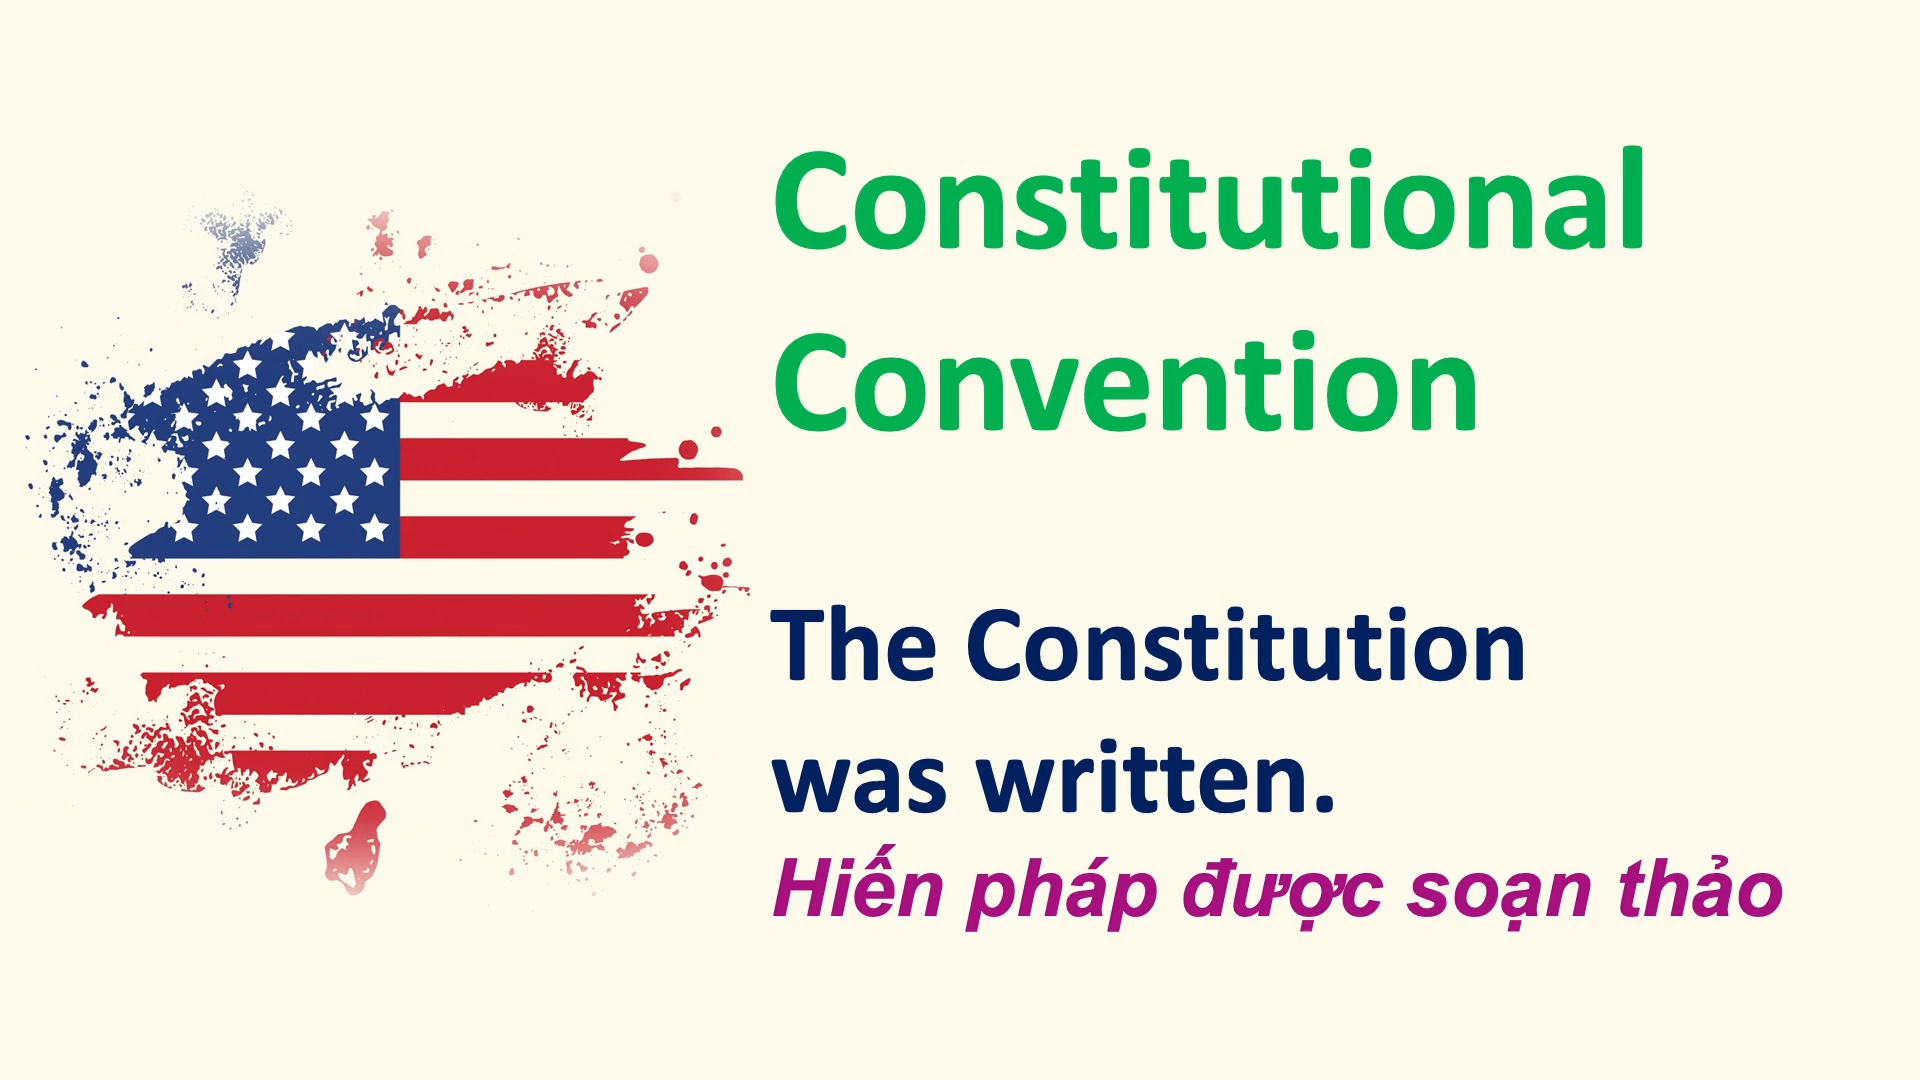 Constitutional
Convention
The Constitution
was written.
Hiến pháp được soạn thảo